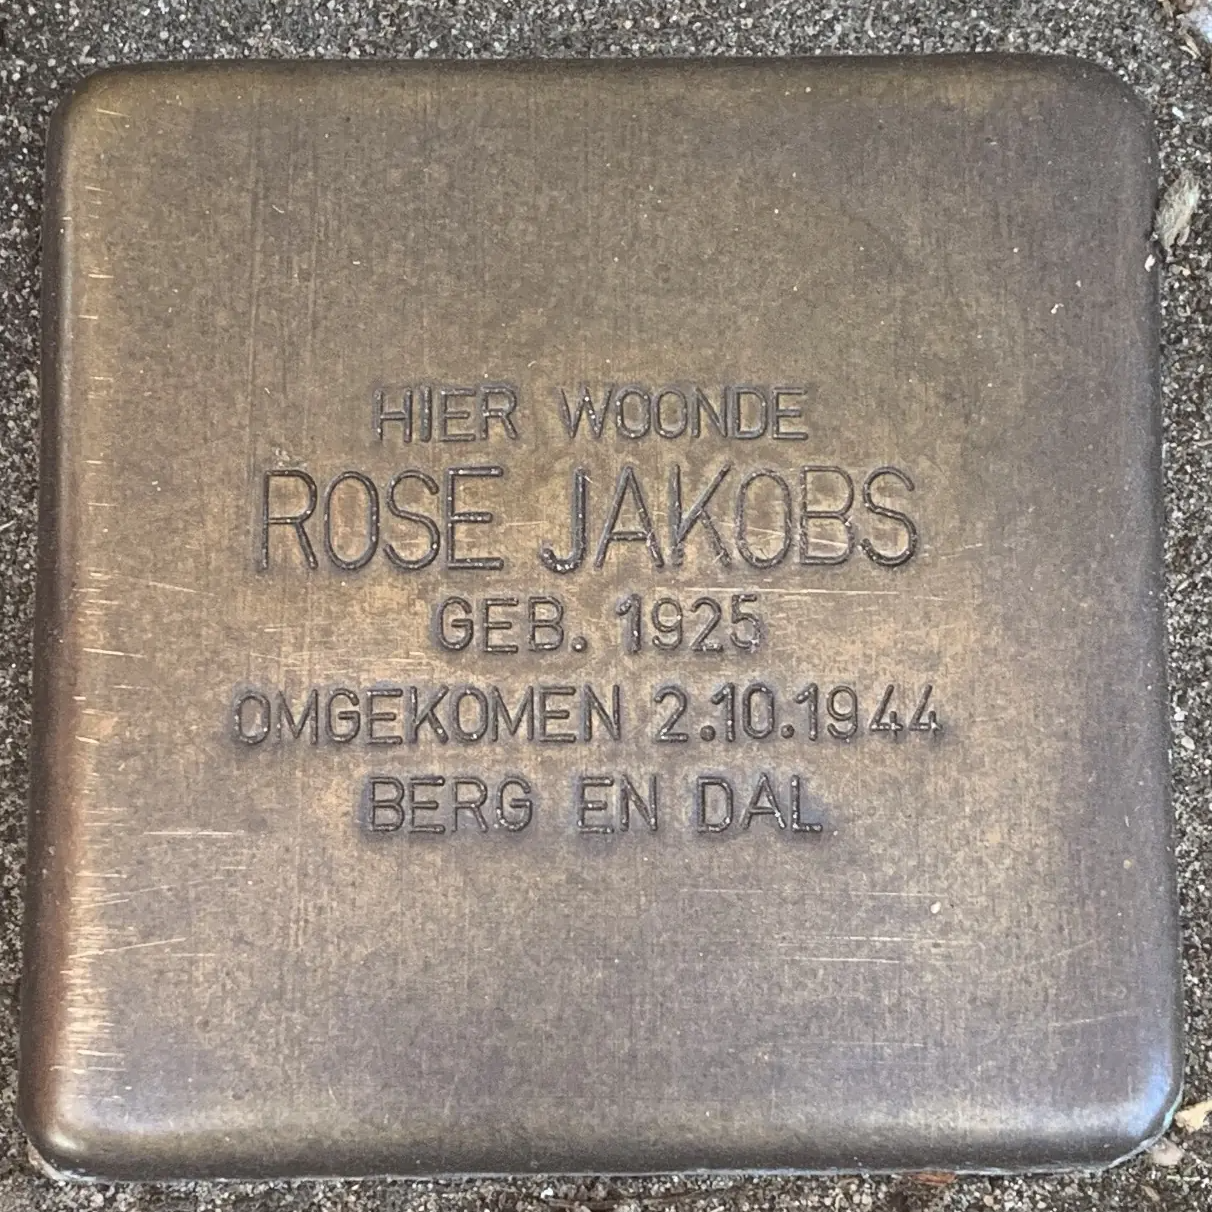 HIER WOONDE
ROSE JAKOBS
GEB. 1925
OMGEKOMEN 2.10.1944
BERG EN DAL